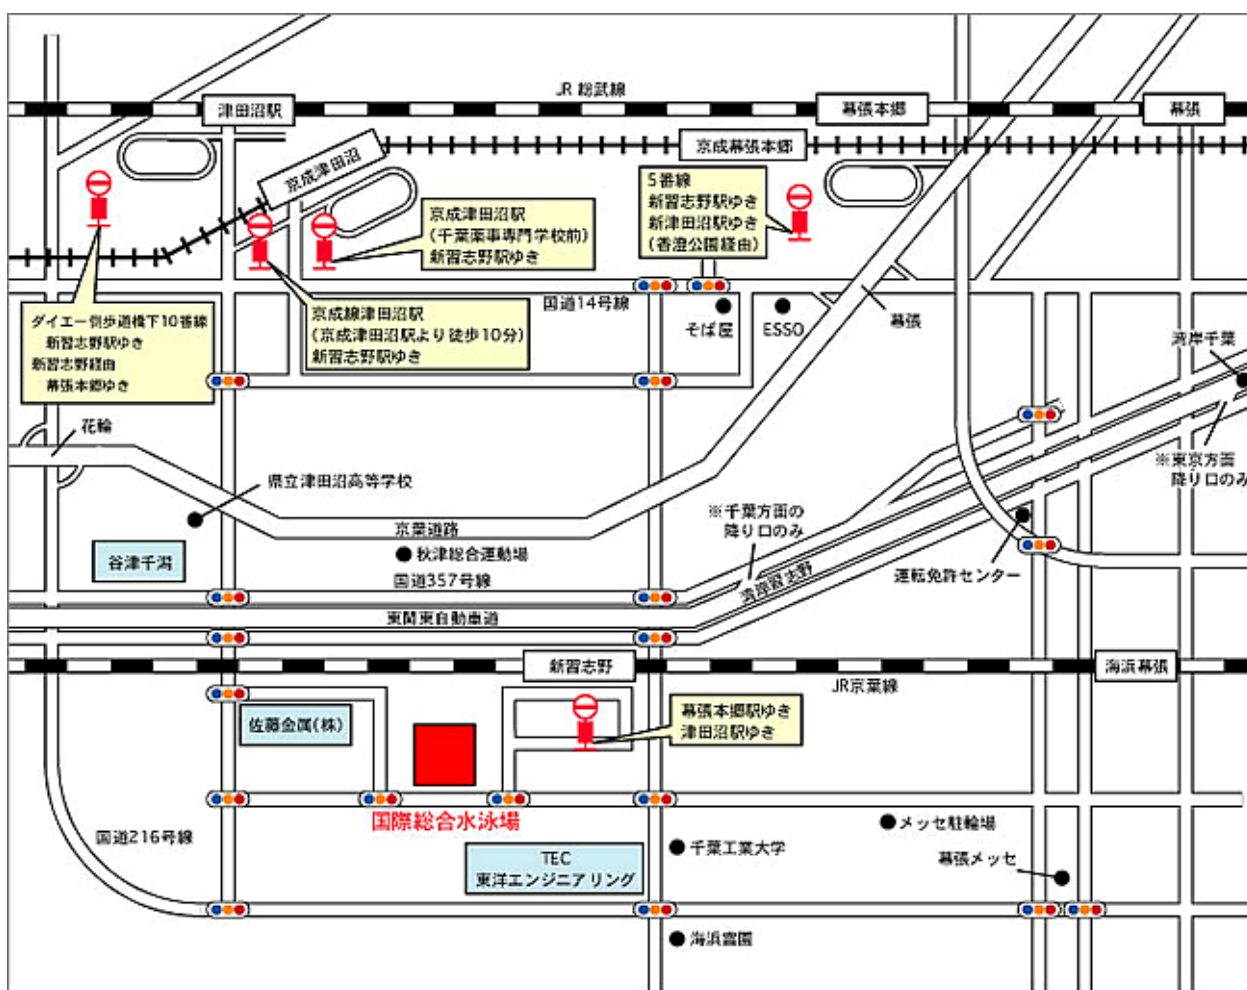 JR 総武線
津田沼駅
幕張本郷
幕張
京成津田沼
京成幕張本郷
5番線
新習志野駅ゆき
新津田沼駅ゆき
(香澄公園経由)
京成津田沼駅
(千葉薬事専門学校前)
新習志野駅ゆき
国道14号線
京成線津田沼駅
(京成津田沼駅より徒歩10分)
新習志野駅ゆき
ダイエー側歩道橋下10番線
新習志野駅ゆき
新習志野経由
幕張本郷ゆき
そば屋
ESSO
幕張
湾岸千葉
花輪
※東京方面
降り口のみ
県立津田沼高等学校
※千葉方面の
降り口のみ
京葉道路
谷津干潟
秋津総合運動場
国道357号線
湾岸習志野
運転免許センター
東関東自動車道
新習志野
海浜幕張
JR京葉線
佐藤金属(株)
幕張本郷駅ゆき
津田沼駅ゆき
国際総合水泳場
国道216号線
メッセ駐輪場
千葉工業大学
幕張メッセ
TEC
東洋エンジニアリング
海浜霊園